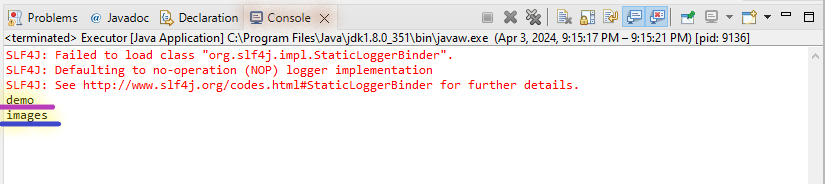 Problems @ Javadoc Declaration Console
<terminated> Executor [Java Application] C:\Program Files\Java\jdk1.8.0_351\bin\javaw.exe (Apr 3, 2024, 9:15:17 PM – 9:15:21 PM) [pid: 9136]
SLF4J: Failed to load class "org.slf4j.impl.StaticLoggerBinder".
SLF4J: Defaulting to no-operation (NOP) logger implementation
SLF4J: See http://www.slf4j.org/codes.html#StaticLoggerBinder for further details.
demo
images